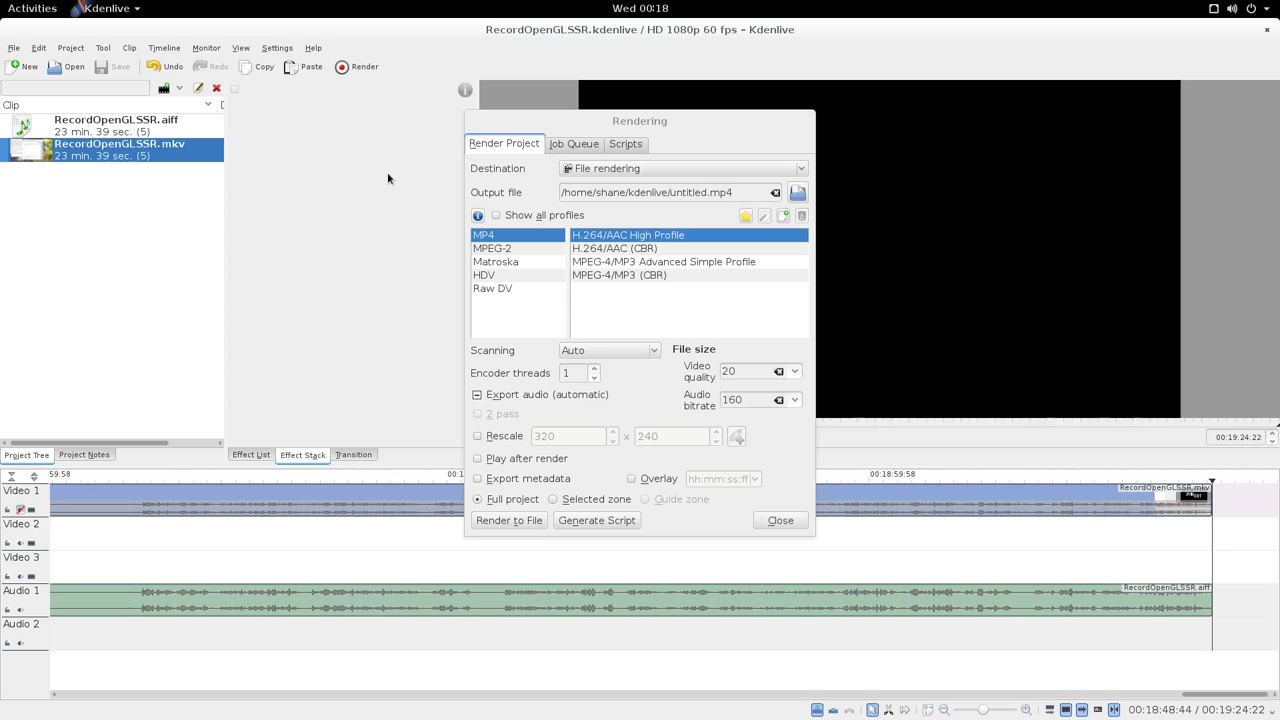 Activities Kdenlive Wed 00:18
RecordOpenGLSSR.kdenlive / HD 1080p 60 fps – Kdenlive
File Edit Project Tool Clip Timeline Monitor View Settings Help
New Open Save Undo Redo Copy Paste Render
Clip
RecordOpenGLSSR.aiff
23 min. 39 sec. (5)
RecordOpenGLSSR.mkv
23 min. 39 sec. (5)
Rendering
Render Project Job Queue Scripts
Destination File rendering
Output file /home/shane/kdenlive/untitled.mp4
Show all profiles
MP4 H.264/AAC High Profile
MPEG-2 H.264/AAC (CBR)
Matroska MPEG-4/MP3 Advanced Simple Profile
HDV MPEG-4/MP3 (CBR)
Raw DV
Scanning Auto File size
Encoder threads 1 Video quality 20
Export audio (automatic) Audio bitrate 160
2 pass
Rescale 320 x 240
Play after render
Export metadata Overlay hh:mm:ss:ff
Full project Selected zone Guide zone
Render to File Generate Script Close
00:19:24:22
Project Tree Project Notes Effect List Effect Stack Transition
59:58 00:1 00:18:59:58
Video 1 RecordOpenGLSSR.mkv
Video 2
Video 3
Audio 1 RecordOpenGLSSR.aiff
Audio 2
00:18:48:44 / 00:19:24:22